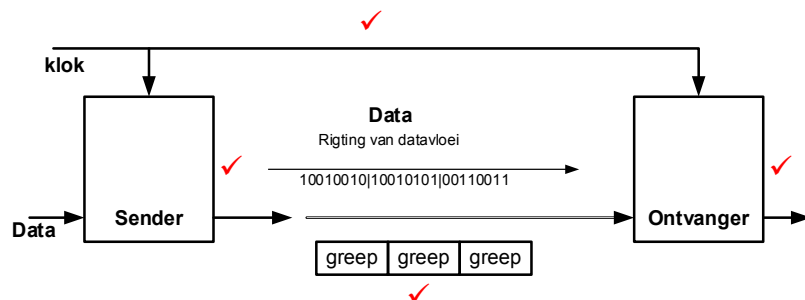 klok
Data
Rigting van datavloei
10010010|10010101|00110011
Data
Sender
Ontvanger
greep greep greep